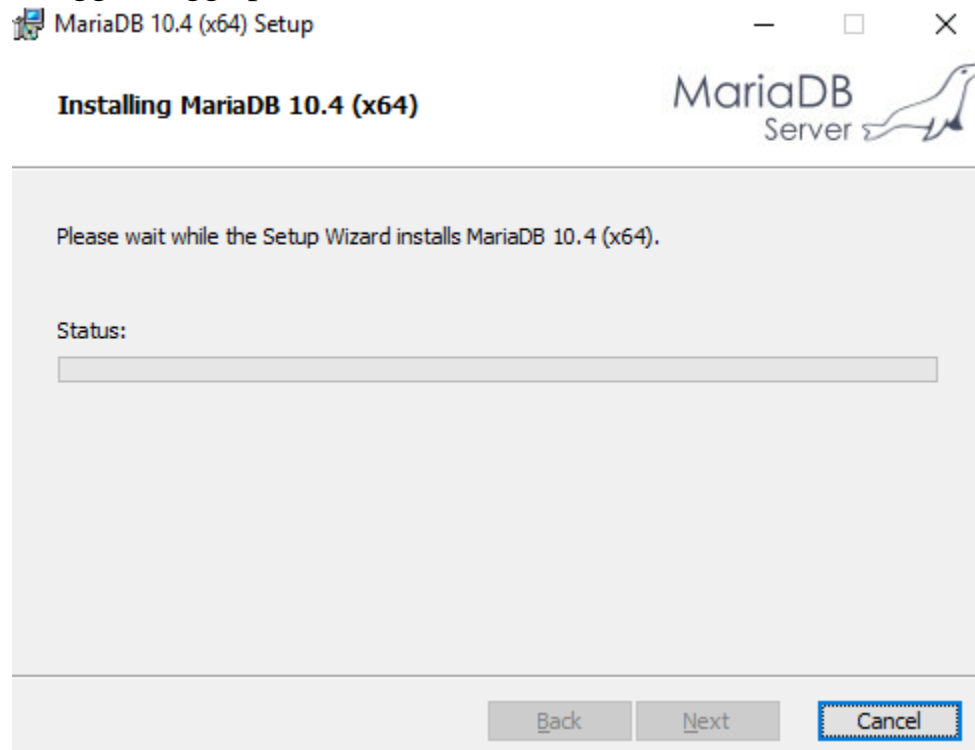 MariaDB 10.4 (x64) Setup
Installing MariaDB 10.4 (x64)
MariaDB
Server
Please wait while the Setup Wizard installs MariaDB 10.4 (x64).
Status:
Back
Next
Cancel